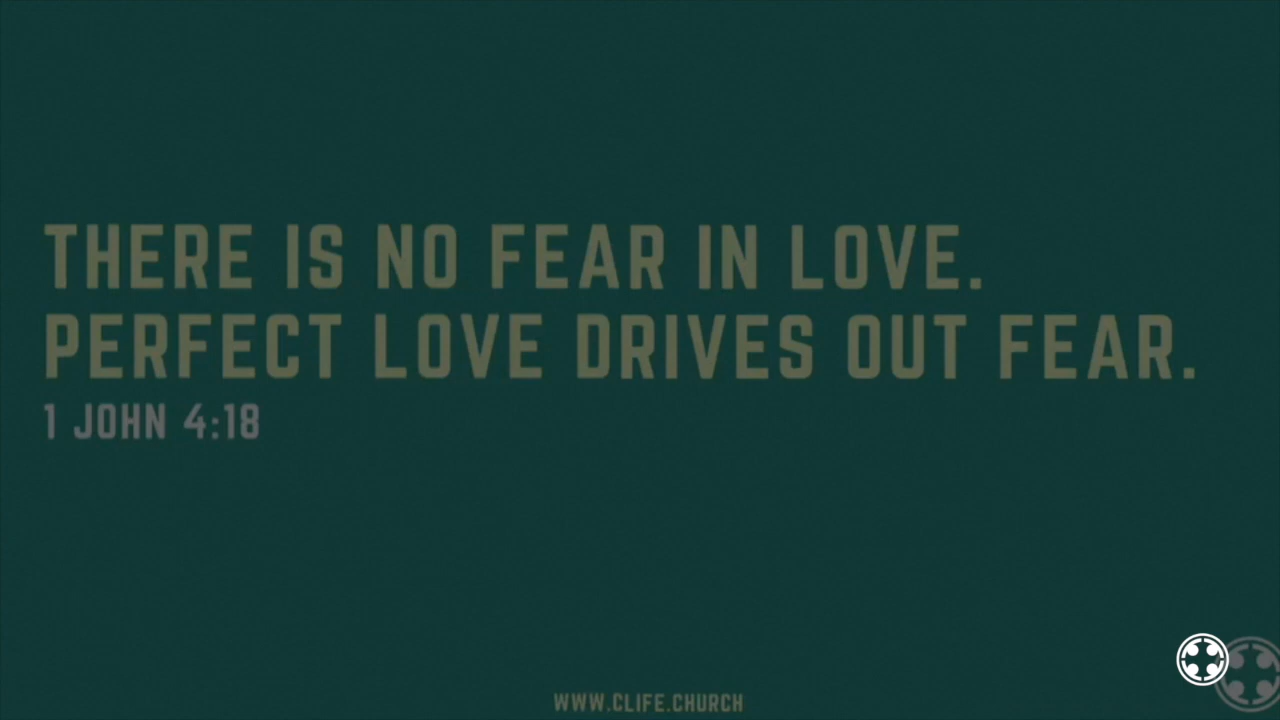 THERE IS NO FEAR IN LOVE.
PERFECT LOVE DRIVES OUT FEAR.
1 JOHN 4:18
WWW.CLIFE.CHURCH